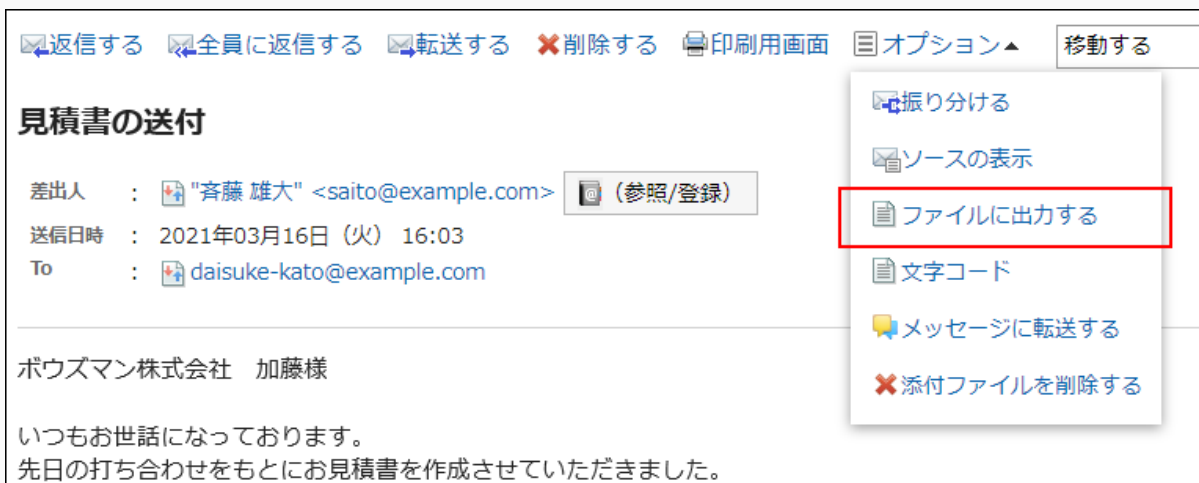 返信する 全員に返信する 転送する 削除する 印刷用画面 オプション▲ 移動する
振り分ける
ソースの表示
ファイルに出力する
文字コード
メッセージに転送する
添付ファイルを削除する
見積書の送付
差出人 : "斉藤 雄大" <saito@example.com> (参照/登録)
送信日時 : 2021年03月16日（火） 16:03
To : daisuke-kato@example.com
ボウズマン株式会社　加藤様
いつもお世話になっております。
先日の打ち合わせをもとにお見積書を作成させていただきました。